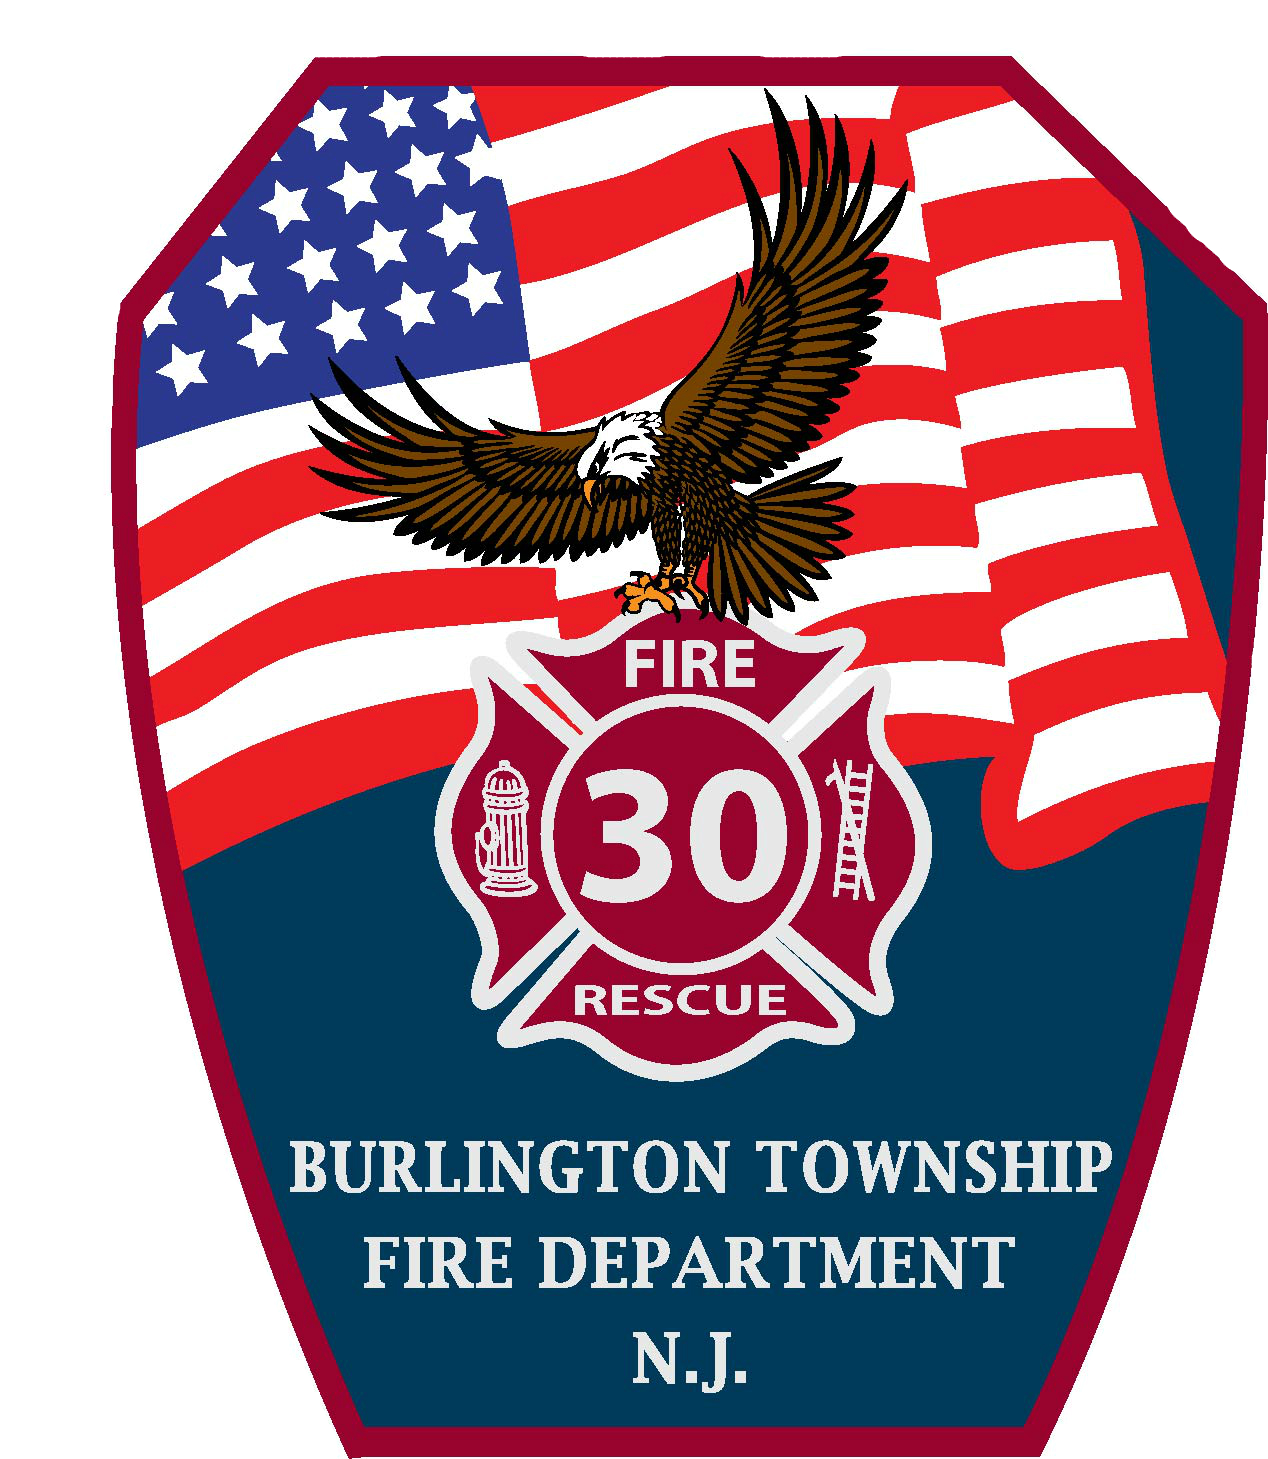 FIRE
30
RESCUE
BURLINGTON TOWNSHIP
FIRE DEPARTMENT
N.J.